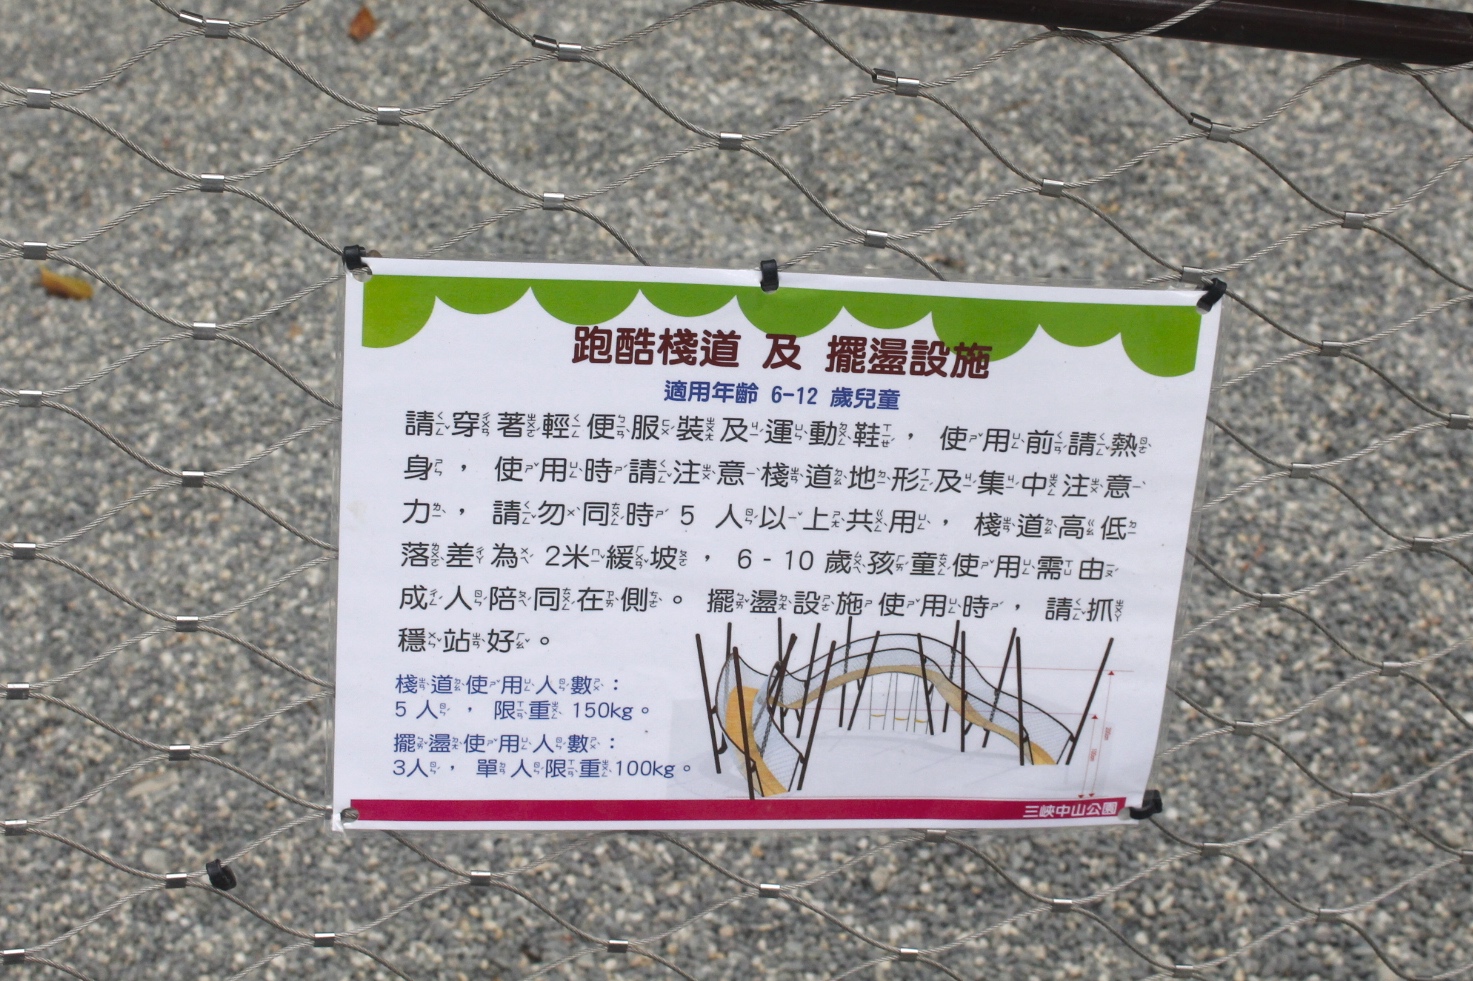 跑酷棧道 及 擺盪設施
適用年齡 6-12 歲兒童
請穿著輕便服裝及運動鞋，使用前請熱
身，使用時請注意棧道地形及集中注意
力，請勿同時 5 人以上共用，棧道高低
落差為 2米緩坡，6-10 歲孩童使用需由
成人陪同在側。擺盪設施使用時，請抓
穩站好。
棧道使用人數：
5 人，限重 150kg。
擺盪使用人數：
3人，單人限重100kg。
三峽中山公園